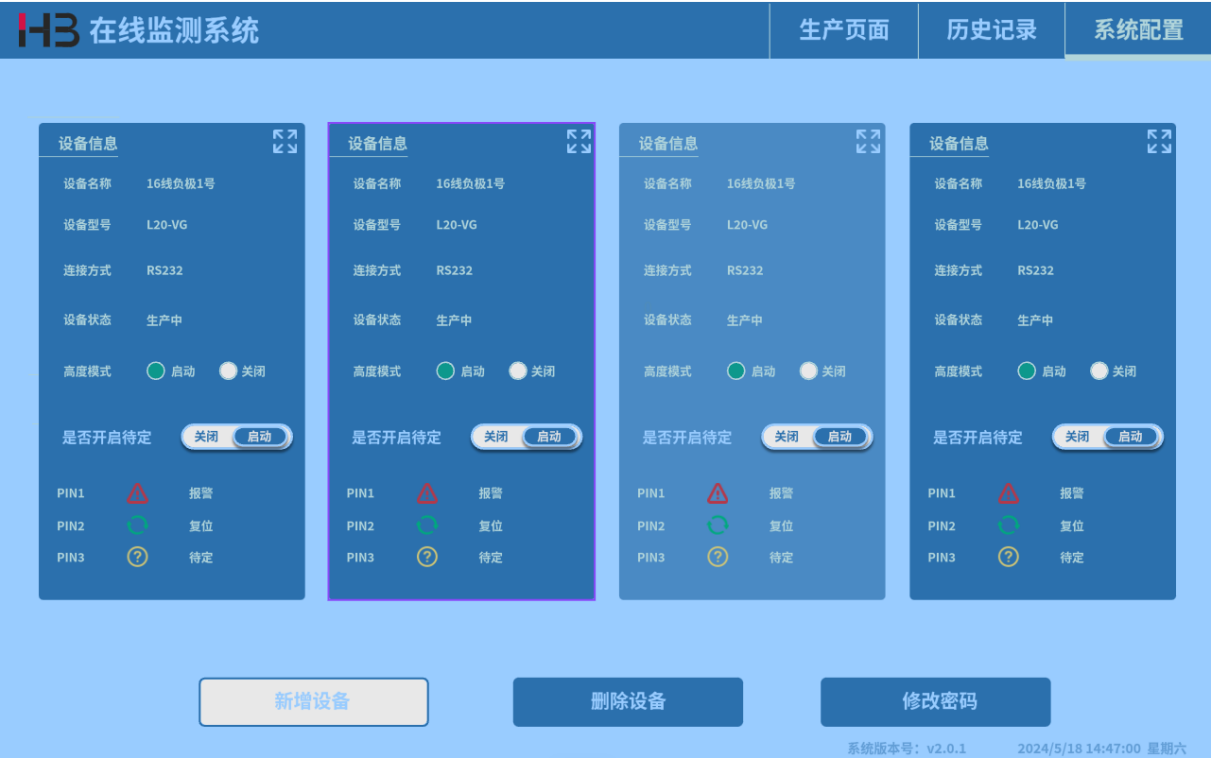 HB 在线监测系统
生产页面
历史记录
系统配置
设备信息
设备名称 16线负极1号
设备型号 L20-VG
连接方式 RS232
设备状态 生产中
高度模式 启动 关闭
是否开启待定 关闭 启动
PIN1 报警
PIN2 复位
PIN3 ? 待定
设备信息
设备名称 16线负极1号
设备型号 L20-VG
连接方式 RS232
设备状态 生产中
高度模式 启动 关闭
是否开启待定 关闭 启动
PIN1 报警
PIN2 复位
PIN3 ? 待定
设备信息
设备名称 16线负极1号
设备型号 L20-VG
连接方式 RS232
设备状态 生产中
高度模式 启动 关闭
是否开启待定 关闭 启动
PIN1 报警
PIN2 复位
PIN3 ? 待定
设备信息
设备名称 16线负极1号
设备型号 L20-VG
连接方式 RS232
设备状态 生产中
高度模式 启动 关闭
是否开启待定 关闭 启动
PIN1 报警
PIN2 复位
PIN3 ? 待定
新增设备
删除设备
修改密码
系统版本号：v2.0.1 2024/5/18 14:47:00 星期六